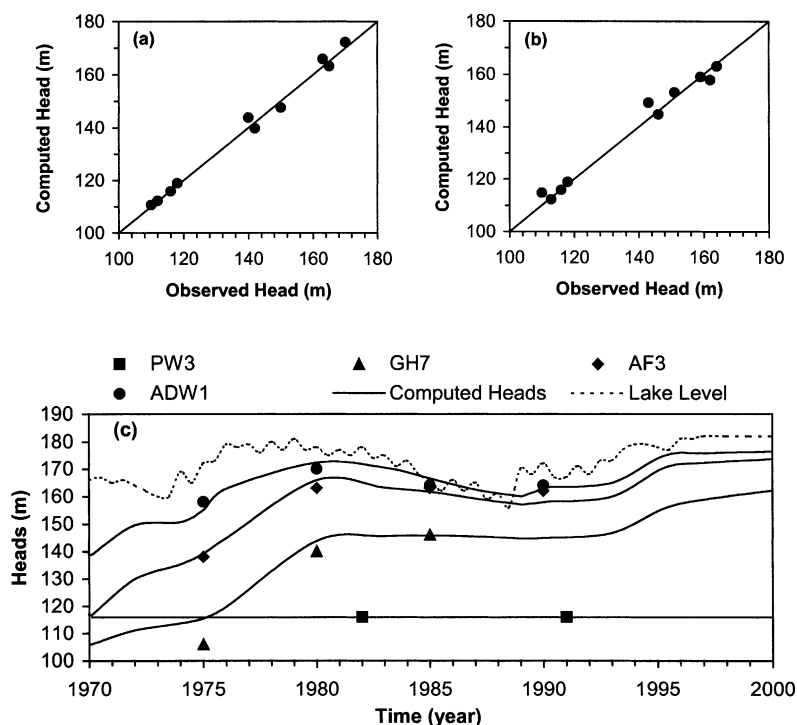 (a)
Computed Head (m)
180
160
140
120
100
100 120 140 160 180
Observed Head (m)
(b)
Computed Head (m)
180
160
140
120
100
100 120 140 160 180
Observed Head (m)
PW3 GH7 AF3
ADW1 Computed Heads Lake Level
(c)
Heads (m)
190
180
170
160
150
140
130
120
110
100
1970 1975 1980 1985 1990 1995 2000
Time (year)